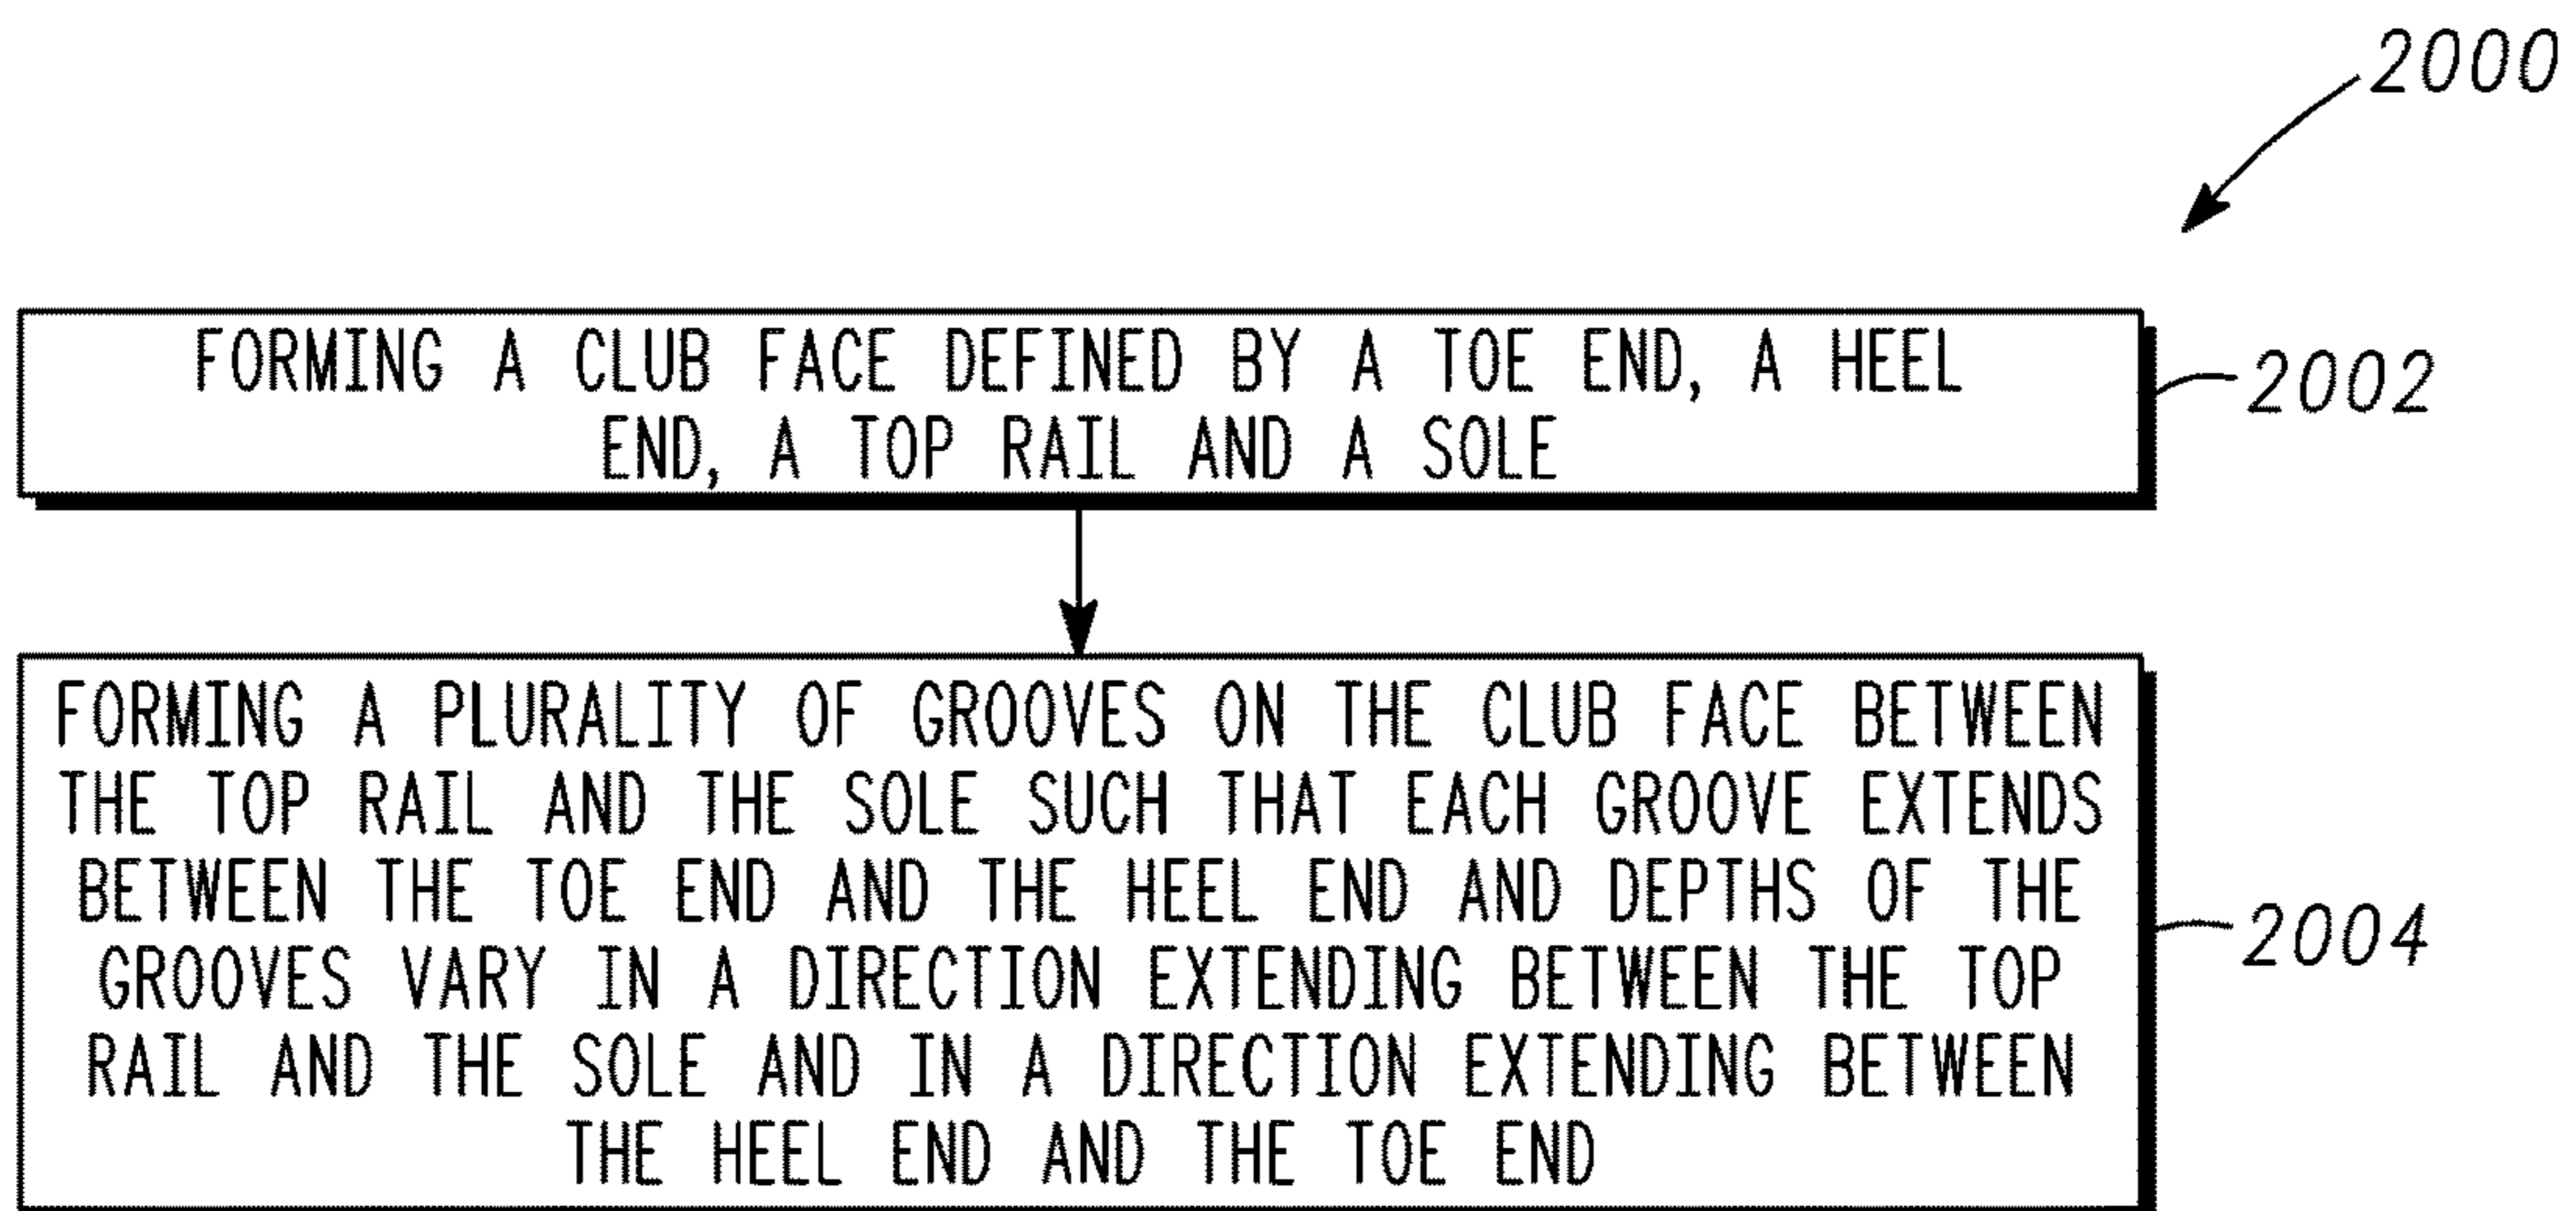 2000
FORMING A CLUB FACE DEFINED BY A TOE END, A HEEL
END, A TOP RAIL AND A SOLE
2002
FORMING A PLURALITY OF GROOVES ON THE CLUB FACE BETWEEN
THE TOP RAIL AND THE SOLE SUCH THAT EACH GROOVE EXTENDS
BETWEEN THE TOE END AND THE HEEL END AND DEPTHS OF THE
GROOVES VARY IN A DIRECTION EXTENDING BETWEEN THE TOP
RAIL AND THE SOLE AND IN A DIRECTION EXTENDING BETWEEN
THE HEEL END AND THE TOE END
2004